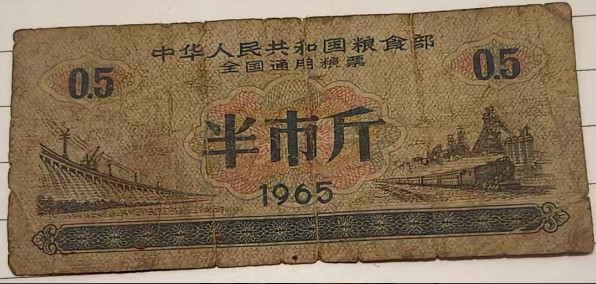 中华人民共和国粮食部
全国通用粮票
0.5 0.5
半市斤
1965